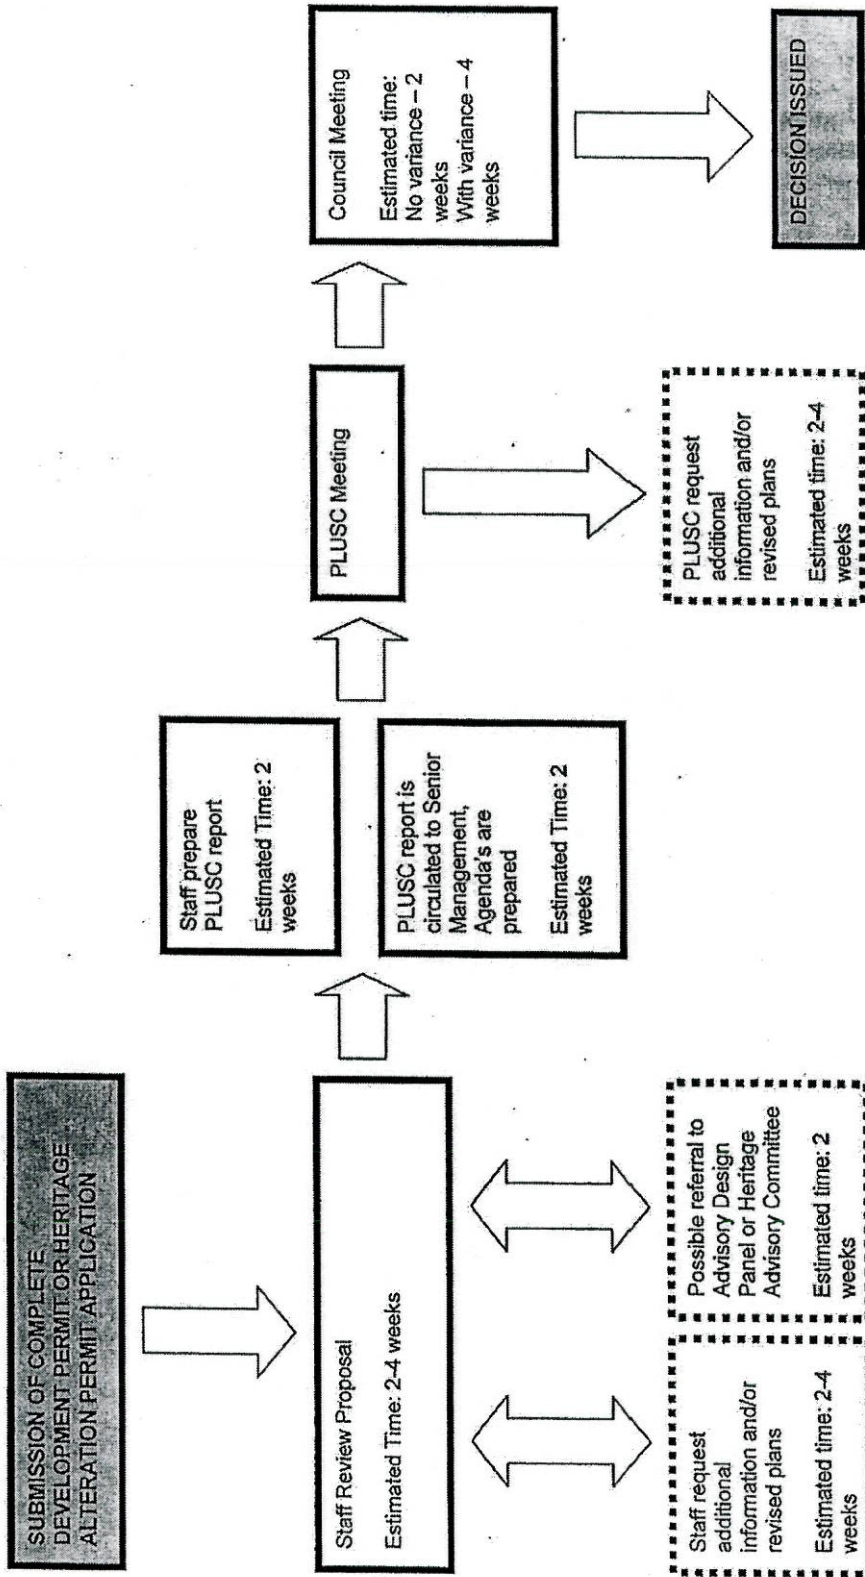 SUBMISSION OF COMPLETE
DEVELOPMENT PERMIT OR HERITAGE
ALTERATION PERMIT APPLICATION
Staff Review Proposal
Estimated Time: 2-4 weeks
Staff request
additional
information and/or
revised plans
Estimated time: 2-4
weeks
Possible referral to
Advisory Design
Panel or Heritage
Advisory Committee
Estimated time: 2
weeks
Staff prepare
PLUSC report
Estimated Time: 2
weeks
PLUSC report is
circulated to Senior
Management,
Agenda's are
prepared
Estimated Time: 2
weeks
PLUSC Meeting
PLUSC request
additional
information and/or
revised plans
Estimated time: 2-4
weeks
Council Meeting
Estimated time:
No variance – 2
weeks
With variance – 4
weeks
DECISION ISSUED